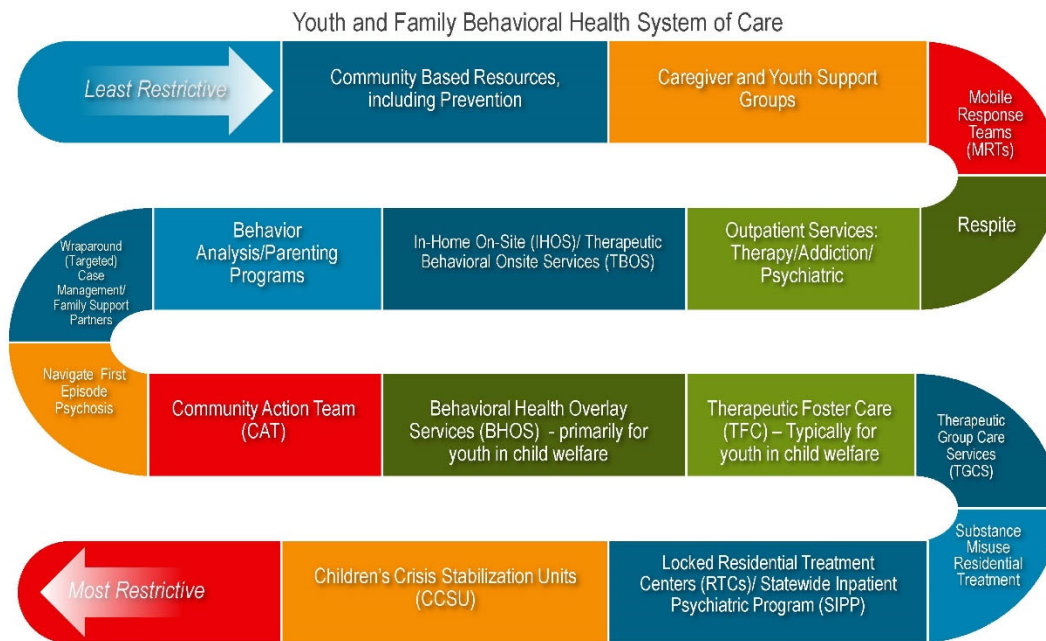 Youth and Family Behavioral Health System of Care
Least Restrictive
Community Based Resources,
including Prevention
Caregiver and Youth Support
Groups
Mobile
Response
Teams
(MRTs)
Respite
Outpatient Services:
Therapy/Addiction/
Psychiatric
In-Home On-Site (IHOS)/ Therapeutic
Behavioral Onsite Services (TBOS)
Behavior
Analysis/Parenting
Programs
Wraparound
(Targeted)
Case
Management/
Family Support
Partners
Navigate First
Episode
Psychosis
Community Action Team
(CAT)
Behavioral Health Overlay
Services (BHOS) - primarily for
youth in child welfare
Therapeutic Foster Care
(TFC) – Typically for
youth in child welfare
Therapeutic
Group Care
Services
(TGCS)
Substance
Misuse
Residential
Treatment
Locked Residential Treatment
Centers (RTCs)/ Statewide Inpatient
Psychiatric Program (SIPP)
Children's Crisis Stabilization Units
(CCSU)
Most Restrictive